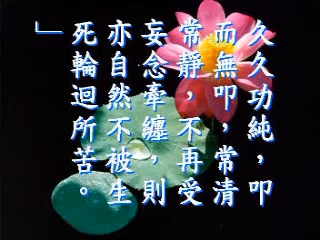 久久功純，叩
而無叩，常清
常靜，不再受
妄念牽纏，則
亦自然不被生
死輪迴所苦。
」